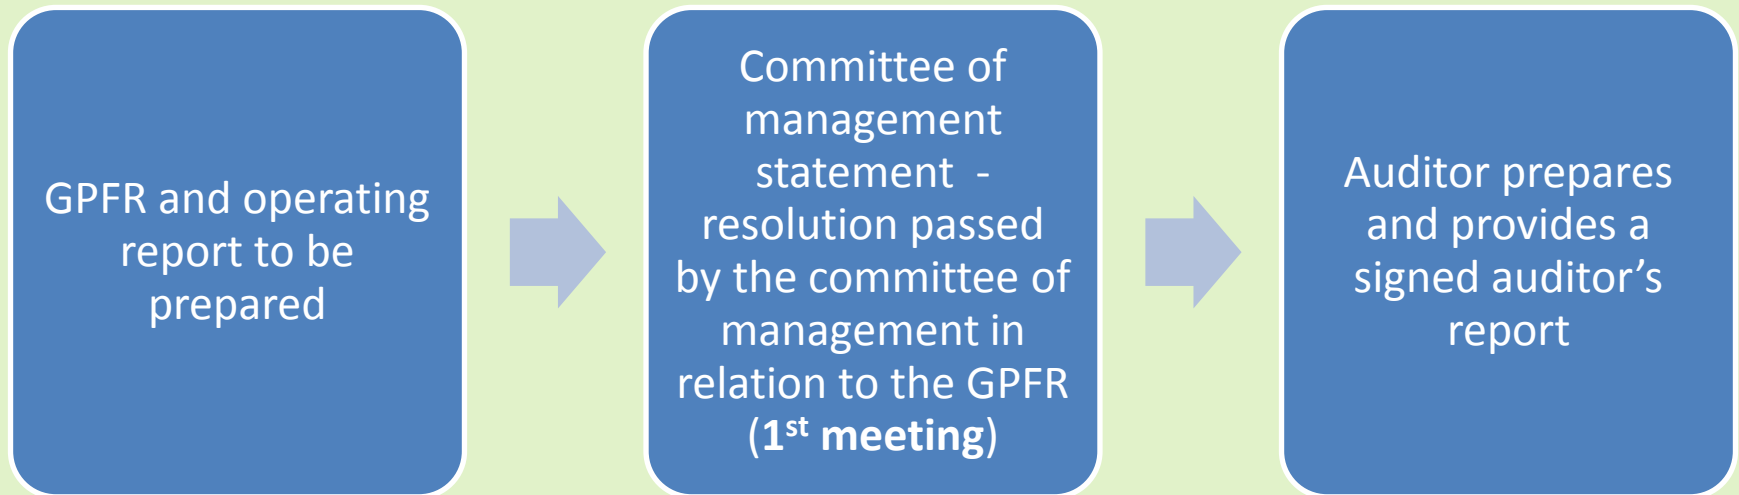 GPFR and operating
report to be
prepared
Committee of
management
statement  -
resolution passed
by the committee of
management in
relation to the GPFR
(1st meeting)
Auditor prepares
and provides a
signed auditor’s
report